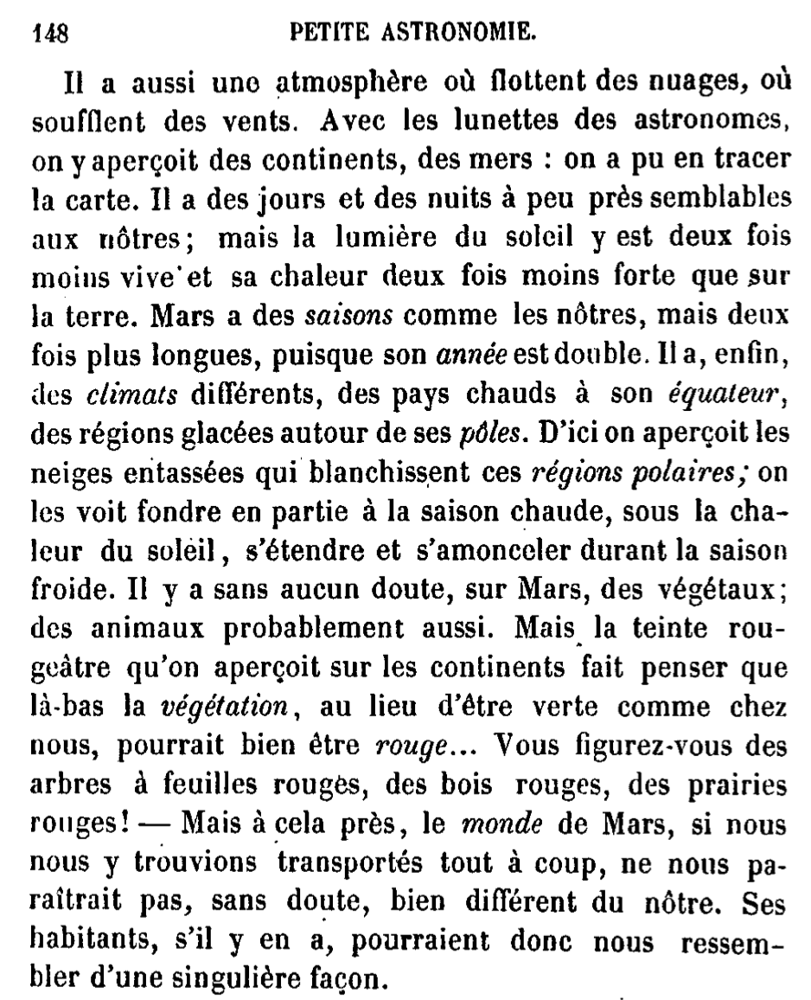 148 PETITE ASTRONOMIE.
Il a aussi une atmosphère où flottent des nuages, où
soufflent des vents. Avec les lunettes des astronomes,
on y aperçoit des continents, des mers : on a pu en tracer
la carte. Il a des jours et des nuits à peu près semblables
aux nôtres; mais la lumière du soleil y est deux fois
moins vive et sa chaleur deux fois moins forte que sur
la terre. Mars a des saisons comme les nôtres, mais deux
fois plus longues, puisque son année est double. Il a, enfin,
des climats différents, des pays chauds à son équateur,
des régions glacées autour de ses pôles. D'ici on aperçoit les
neiges entassées qui blanchissent ces régions polaires; on
les voit fondre en partie à la saison chaude, sous la cha-
leur du soleil, s'étendre et s'amonceler durant la saison
froide. Il y a sans aucun doute, sur Mars, des végétaux;
des animaux probablement aussi. Mais la teinte rou-
geâtre qu'on aperçoit sur les continents fait penser que
là-bas la végétation, au lieu d'être verte comme chez
nous, pourrait bien être rouge... Vous figurez-vous des
arbres à feuilles rouges, des bois rouges, des prairies
rouges! — Mais à cela près, le monde de Mars, si nous
nous y trouvions transportés tout à coup, ne nous pa-
raîtrait pas, sans doute, bien différent du nôtre. Ses
habitants, s'il y en a, pourraient donc nous ressem-
bler d'une singulière façon.